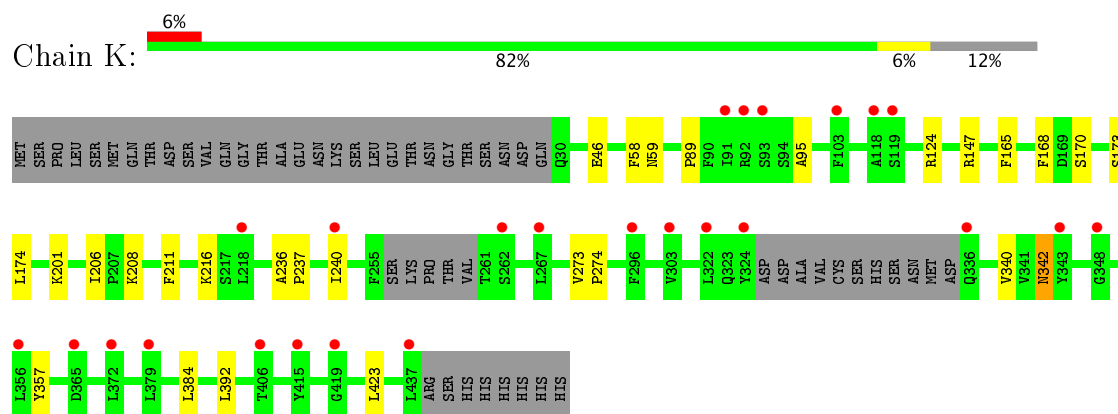 6%
Chain K:
82% 6% 12%
MET SER PRO LEU SER MET GLN THR ASP SER VAL GLN GLY THR ALA GLU ASN LYS SER LEU GLU THR ASN GLY THR SER ASN ASP GLN Q30 E46 F58 N59 P89 F90 I91 R92 S93 S94 A95 F103 A118 S119 R124 R147 F165 F168 D169 S170 S173
L174 K201 I206 P207 K208 F211 K216 S217 L218 A236 P237 I240 F255 SER LYS PRO THR VAL T261 S262 L267 V273 P274 F296 V303 L322 Q323 Y324 ASP ASP ALA VAL CYS SER HIS SER ASN MET ASP Q336 V340 V341 N342 Y343 G348
L356 Y357 D365 L372 L379 L384 L392 T406 Y415 G419 L423 L437 ARG SER HIS HIS HIS HIS HIS HIS